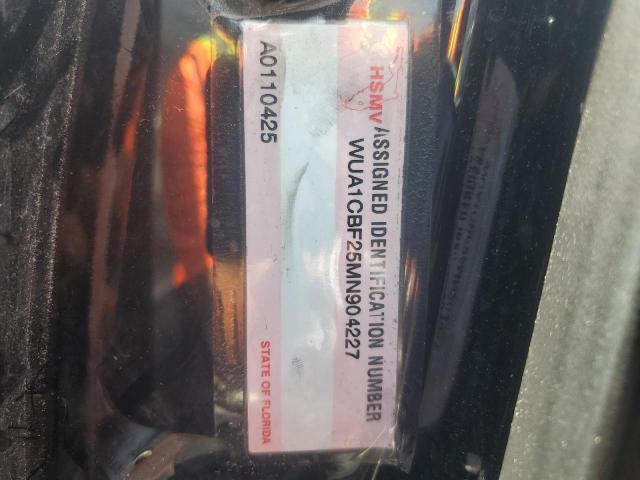 HSMV ASSIGNED IDENTIFICATION NUMBER
WUA1CBF25MN904227
A0110425
STATE OF FLORIDA